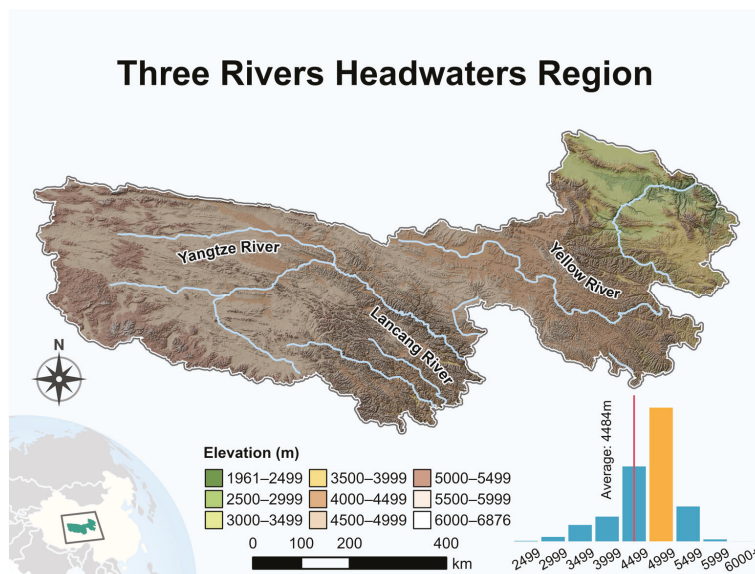 Three Rivers Headwaters Region
Yangtze River
Yellow River
Lancang River
N
Elevation (m)
1961–2499
2500–2999
3000–3499
3500–3999
4000–4499
4500–4999
5000–5499
5500–5999
6000–6876
0 100 200 400
km
Average: 4484m
2499 2999 3499 3999 4499 4999 5499 5999 6000+